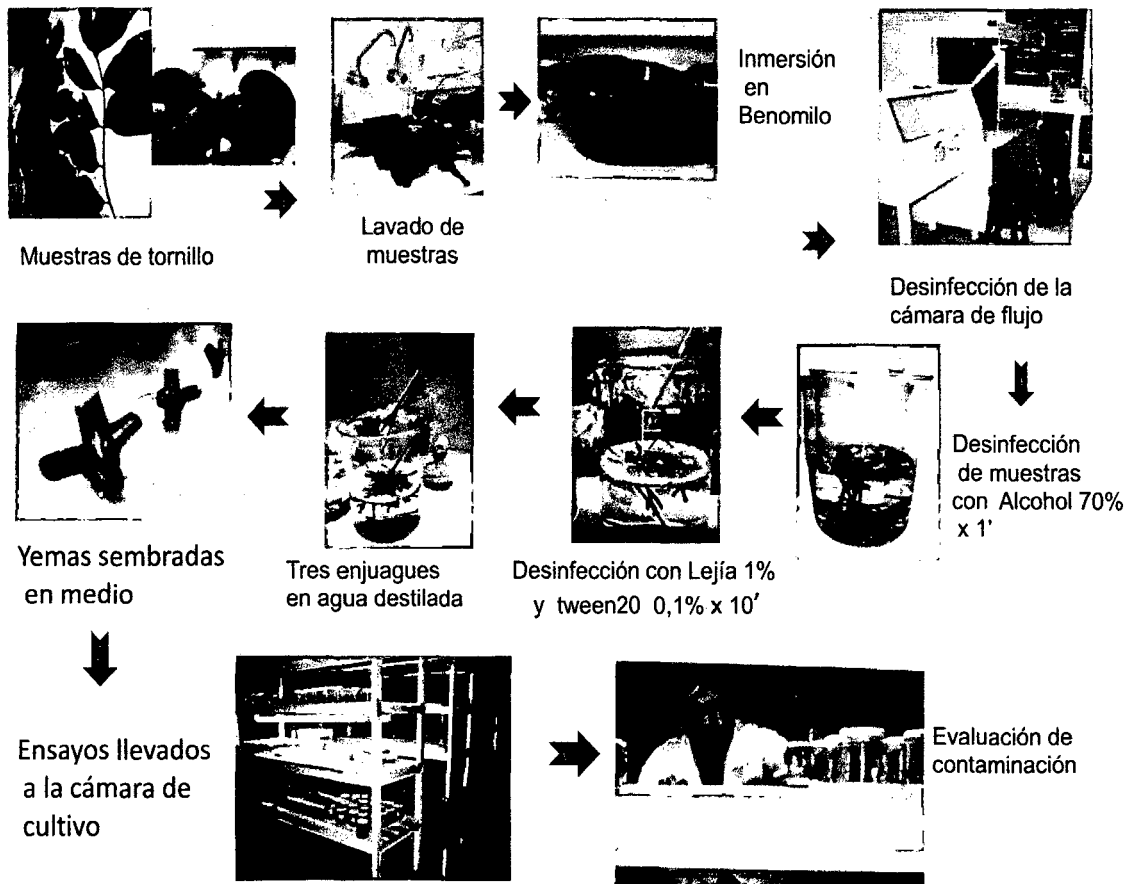 Muestras de tornillo
Lavado de
muestras
Inmersión
en
Benomilo
Desinfección de la
cámara de flujo
Desinfección
de muestras
con Alcohol 70%
x 1'
Desinfección con Lejía 1%
y tween20 0,1% x 10'
Tres enjuagues
en agua destilada
Yemas sembradas
en medio
Ensayos llevados
a la cámara de
cultivo
Evaluación de
contaminación